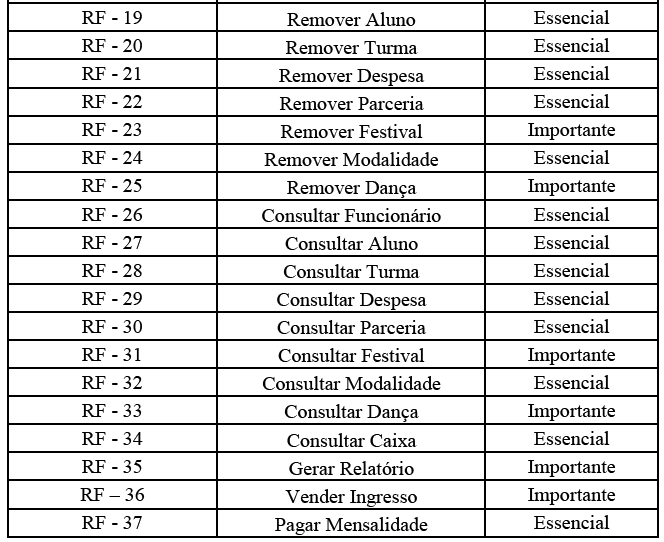 RF - 19 Remover Aluno Essencial
RF - 20 Remover Turma Essencial
RF - 21 Remover Despesa Essencial
RF - 22 Remover Parceria Essencial
RF - 23 Remover Festival Importante
RF - 24 Remover Modalidade Essencial
RF - 25 Remover Dança Importante
RF - 26 Consultar Funcionário Essencial
RF - 27 Consultar Aluno Essencial
RF - 28 Consultar Turma Essencial
RF - 29 Consultar Despesa Essencial
RF - 30 Consultar Parceria Essencial
RF - 31 Consultar Festival Importante
RF - 32 Consultar Modalidade Essencial
RF - 33 Consultar Dança Importante
RF - 34 Consultar Caixa Essencial
RF - 35 Gerar Relatório Importante
RF – 36 Vender Ingresso Importante
RF - 37 Pagar Mensalidade Essencial